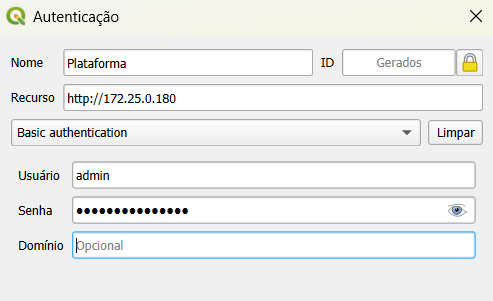 Autenticação
Nome Plataforma ID Gerados
Recurso http://172.25.0.180
Basic authentication Limpar
Usuário admin
Senha ●●●●●●●●●●●●●●●
Domínio Opcional